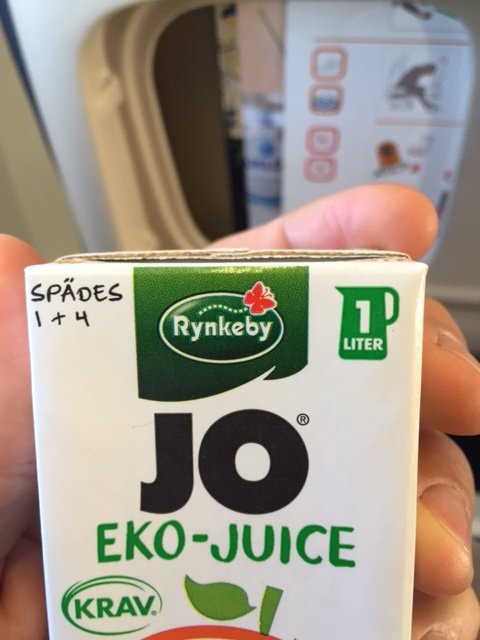 SPÄDES
1 + 4
Rynkeby
1
LITER
JO®
EKO-JUICE
KRAV®